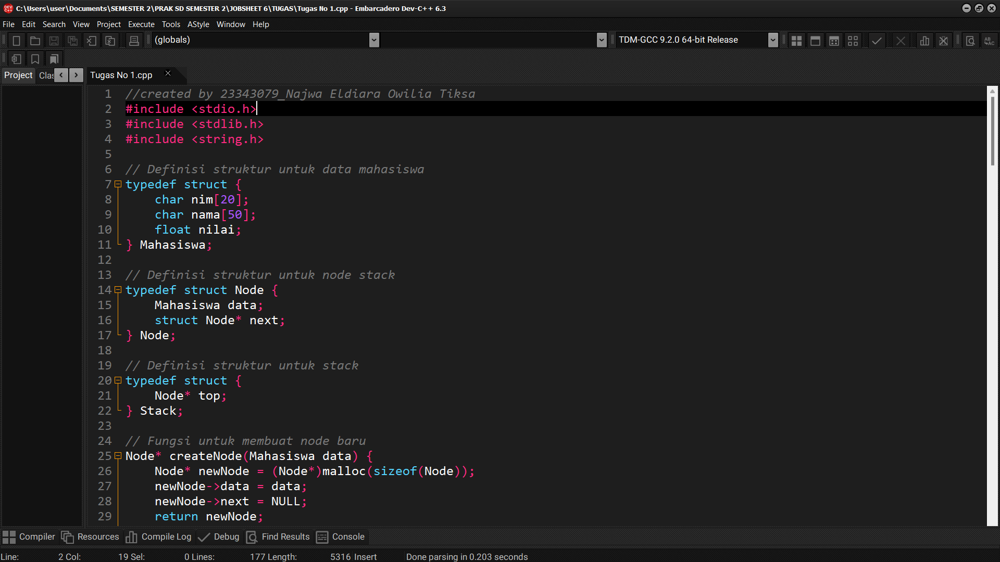 C:\Users\user\Documents\SEMESTER 2\PRAK SD SEMESTER 2\JOBSHEET 6\TUGAS\Tugas No 1.cpp - Embarcadero Dev-C++ 6.3
File Edit Search View Project Execute Tools AStyle Window Help
(globals) TDM-GCC 9.2.0 64-bit Release
Project Clas Tugas No 1.cpp
1 //created by 23343079_Najwa Eldiara Owilia Tiksa
2 #include <stdio.h>
3 #include <stdlib.h>
4 #include <string.h>
5
6 // Definisi struktur untuk data mahasiswa
7 typedef struct {
8     char nim[20];
9     char nama[50];
10     float nilai;
11 } Mahasiswa;
12
13 // Definisi struktur untuk node stack
14 typedef struct Node {
15     Mahasiswa data;
16     struct Node* next;
17 } Node;
18
19 // Definisi struktur untuk stack
20 typedef struct {
21     Node* top;
22 } Stack;
23
24 // Fungsi untuk membuat node baru
25 Node* createNode(Mahasiswa data) {
26     Node* newNode = (Node*)malloc(sizeof(Node));
27     newNode->data = data;
28     newNode->next = NULL;
29     return newNode;
Compiler Resources Compile Log Debug Find Results Console
Line: 2 Col: 19 Sel: 0 Lines: 177 Length: 5316 Insert Done parsing in 0.203 seconds